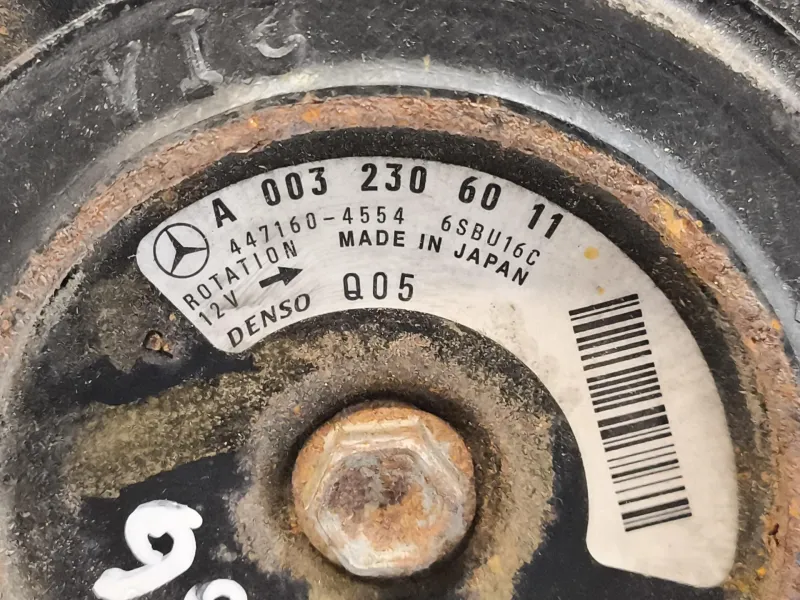 A 003 230 60 11
447160-4554 6SBU16C
ROTATION MADE IN JAPAN
12V
DENSO Q05